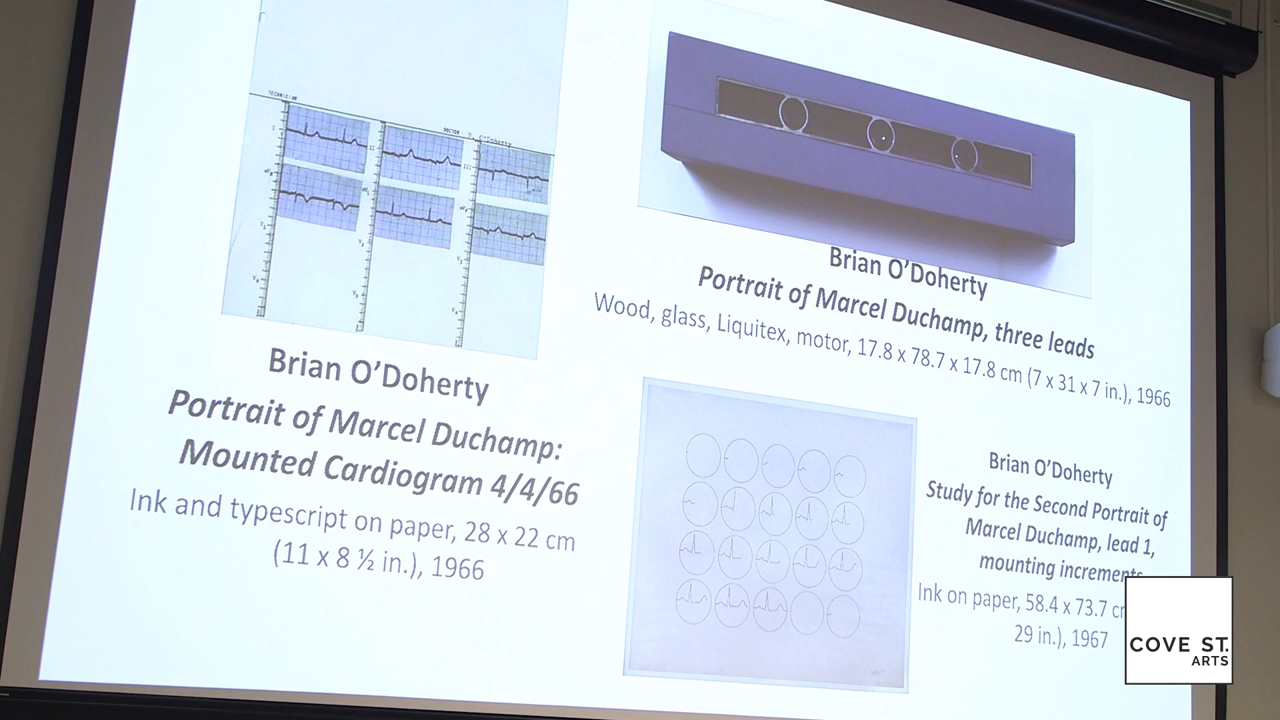 TECHNICIAN
DOCTOR
I
II
III
Brian O’Doherty
Portrait of Marcel Duchamp:
Mounted Cardiogram 4/4/66
Ink and typescript on paper, 28 x 22 cm
(11 x 8 ½ in.), 1966
Brian O’Doherty
Portrait of Marcel Duchamp, three leads
Wood, glass, Liquitex, motor, 17.8 x 78.7 x 17.8 cm (7 x 31 x 7 in.), 1966
Brian O’Doherty
Study for the Second Portrait of
Marcel Duchamp, lead 1,
mounting increments
Ink on paper, 58.4 x 73.7
29 in.), 1967
COVE ST.
ARTS